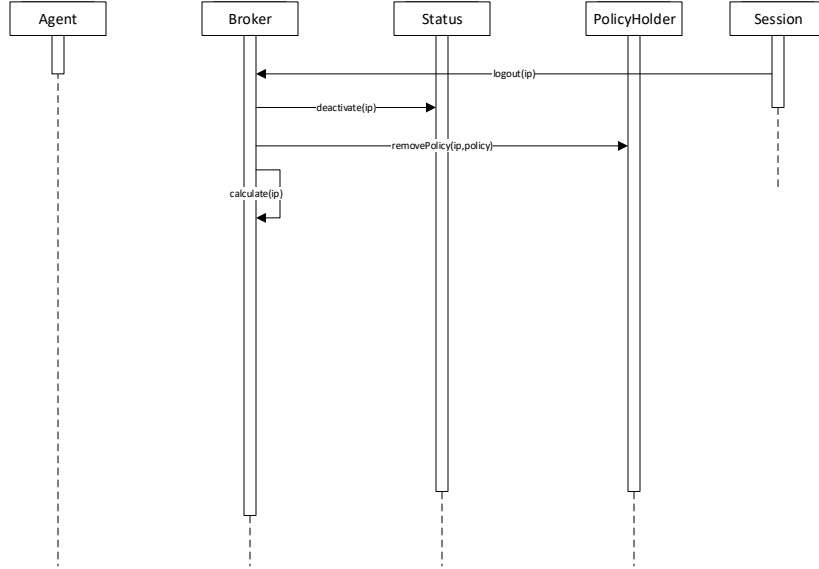 Agent
Broker
Status
PolicyHolder
Session
logout(ip)
deactivate(ip)
removePolicy(ip,policy)
calculate(ip)